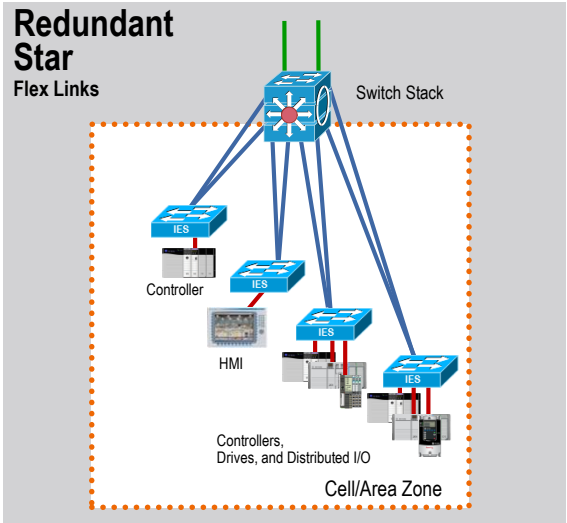 Redundant
Star
Flex Links
Switch Stack
IES
Controller
IES
HMI
IES
IES
Controllers,
Drives, and Distributed I/O
Cell/Area Zone